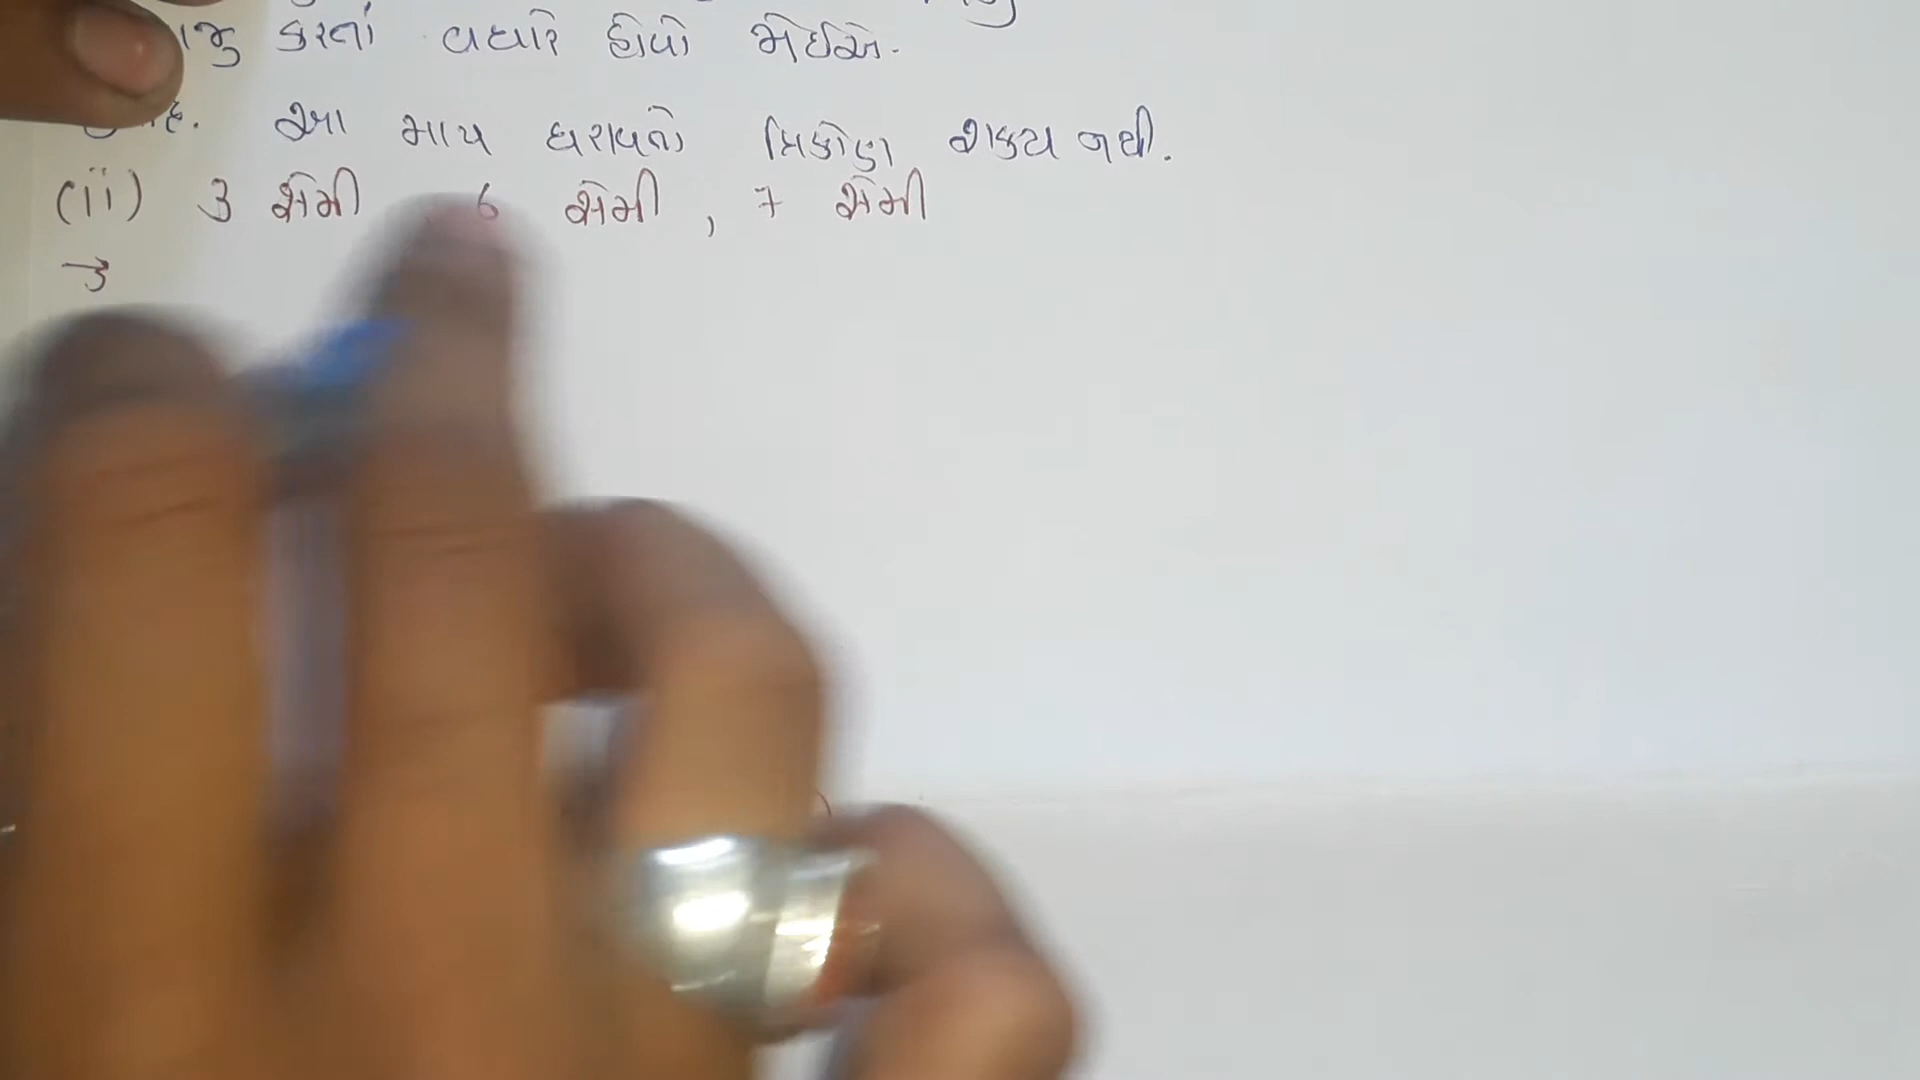 કરતાં વધારે હોવો જોઈએ.
આ માપ ધરાવતો ત્રિકોણ શક્ય નથી.
(ii) 3 સેમી 6 સેમી , 7 સેમી
→